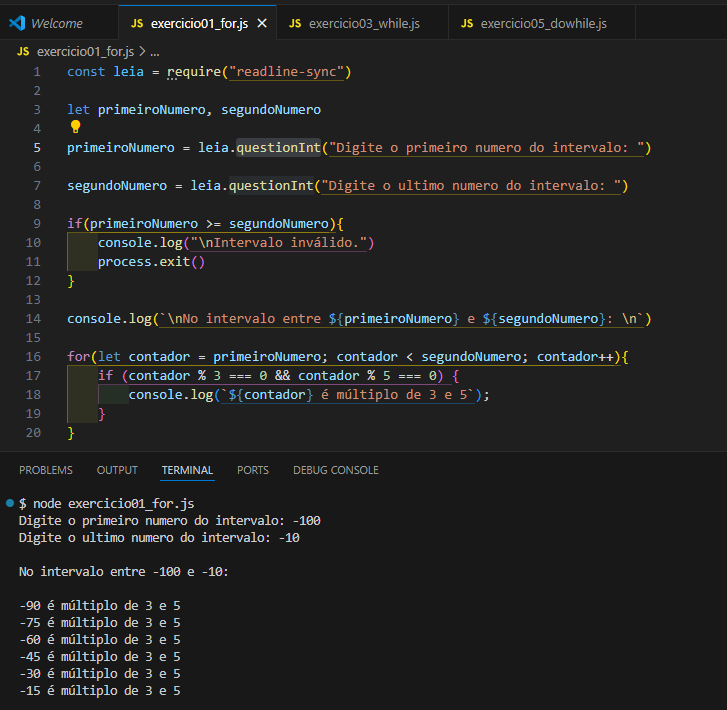 Welcome JS exercicio01_for.js JS exercicio03_while.js JS exercicio05_dowhile.js
JS exercicio01_for.js > ...
1 const leia = require("readline-sync")
2
3 let primeiroNumero, segundoNumero
4
5 primeiroNumero = leia.questionInt("Digite o primeiro numero do intervalo: ")
6
7 segundoNumero = leia.questionInt("Digite o ultimo numero do intervalo: ")
8
9 if(primeiroNumero >= segundoNumero){
10     console.log("\nIntervalo inválido.")
11     process.exit()
12 }
13
14 console.log(`\nNo intervalo entre ${primeiroNumero} e ${segundoNumero}: \n`)
15
16 for(let contador = primeiroNumero; contador < segundoNumero; contador++){
17     if (contador % 3 === 0 && contador % 5 === 0) {
18         console.log(`${contador} é múltiplo de 3 e 5`);
19     }
20 }
PROBLEMS OUTPUT TERMINAL PORTS DEBUG CONSOLE
$ node exercicio01_for.js
Digite o primeiro numero do intervalo: -100
Digite o ultimo numero do intervalo: -10
No intervalo entre -100 e -10:
-90 é múltiplo de 3 e 5
-75 é múltiplo de 3 e 5
-60 é múltiplo de 3 e 5
-45 é múltiplo de 3 e 5
-30 é múltiplo de 3 e 5
-15 é múltiplo de 3 e 5